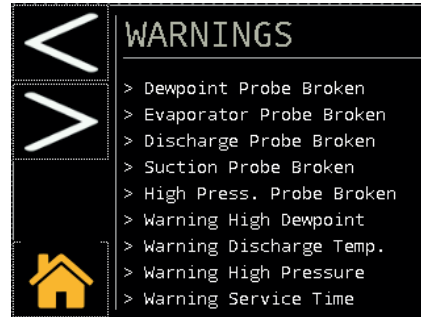 WARNINGS
> Dewpoint Probe Broken
> Evaporator Probe Broken
> Discharge Probe Broken
> Suction Probe Broken
> High Press. Probe Broken
> Warning High Dewpoint
> Warning Discharge Temp.
> Warning High Pressure
> Warning Service Time